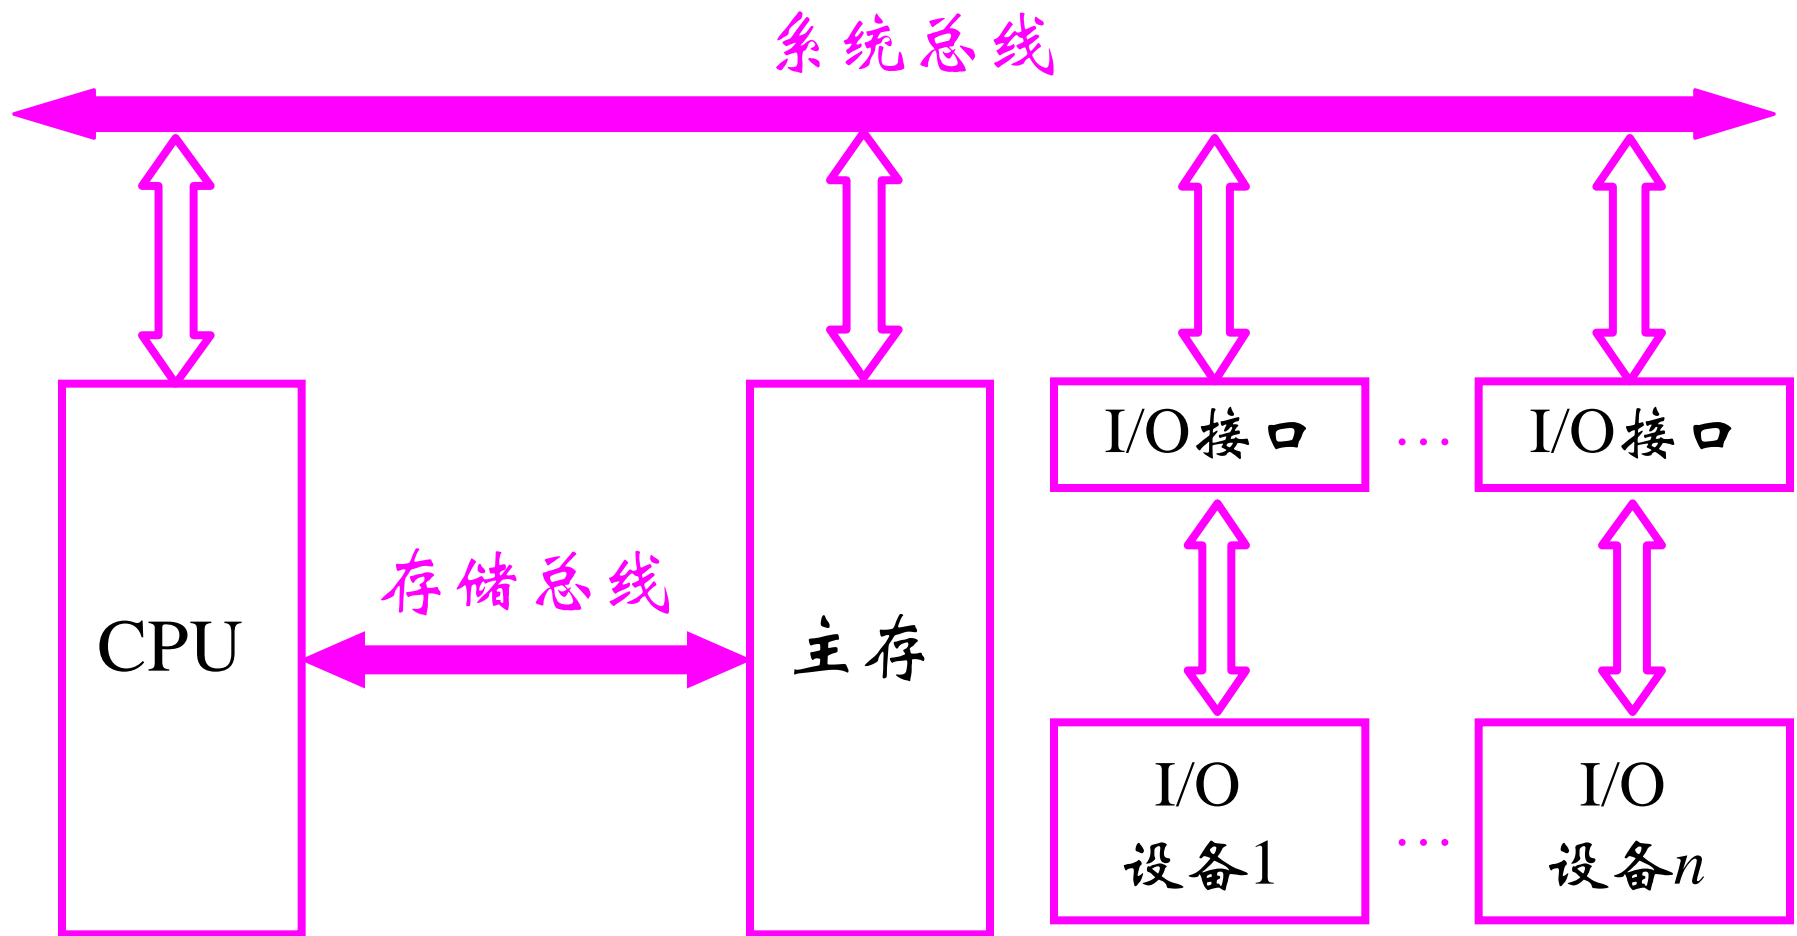 系统总线
I/O接口
…
I/O接口
存储总线
CPU
主存
I/O
设备1
…
I/O
设备n